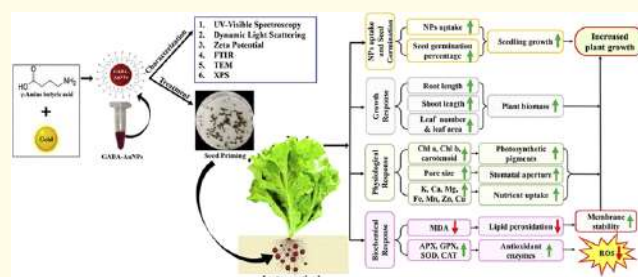 1. UV-Visible Spectroscopy
2. Dynamic Light Scattering
3. Zeta Potential
4. FTIR
5. TEM
6. XPS
Characterization
Treatment
HO
O
NH₂
γ-Amino butyric acid
+
Gold
GABA-AuNPs
GABA-AuNPs
Seed Priming
NPs uptake
and Seed
Germination
NPs uptake
Seed germination
percentage
Seedling growth
Increased
plant growth
Growth
Response
Root length
Shoot length
Leaf number
& leaf area
Plant biomass
Physiological
Response
Chl a, Chl b,
carotenoid
Photosynthetic
pigments
Pore size
Stomatal aperture
K, Ca, Mg,
Fe, Mn, Zn, Cu
Nutrient uptake
Biochemical
Response
MDA
Lipid peroxidation
Membrane
stability
APX, GPX,
SOD, CAT
Antioxidant
enzymes
ROS